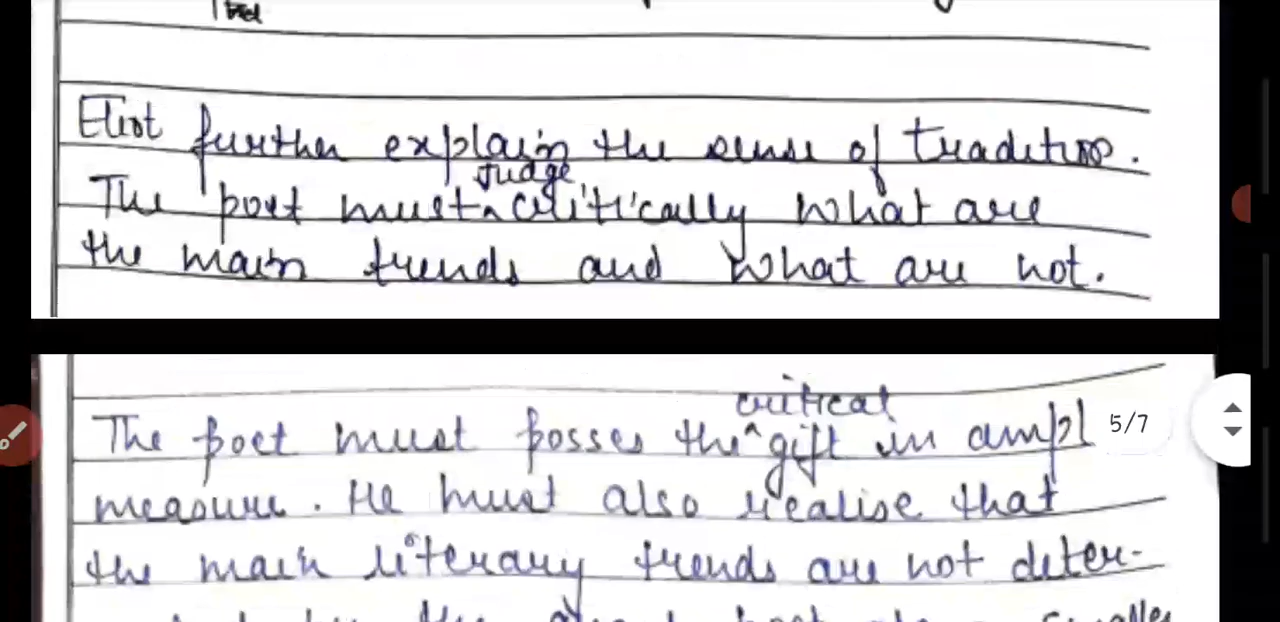 Eliot further explain the sense of tradition.
The poet must judge critically what are
the main trends and what are not.
The poet must posses the critical gift in ampl
5/7
measure. He must also realise that
the main literary trends are not deter-